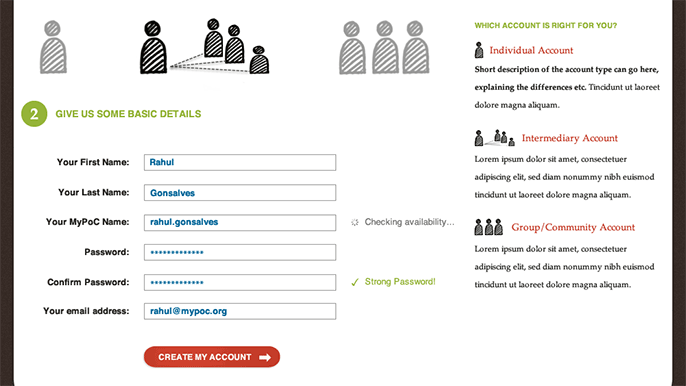 WHICH ACCOUNT IS RIGHT FOR YOU?
Individual Account
Short description of the account type can go here,
explaining the differences etc. Tincidunt ut laoreet
dolore magna aliquam.
Intermediary Account
Lorem ipsum dolor sit amet, consectetuer
adipiscing elit, sed diam nonummy nibh euismod
tincidunt ut laoreet dolore magna aliquam.
Group/Community Account
Lorem ipsum dolor sit amet, consectetuer
adipiscing elit, sed diam nonummy nibh euismod
tincidunt ut laoreet dolore magna aliquam.
2 GIVE US SOME BASIC DETAILS
Your First Name: Rahul
Your Last Name: Gonsalves
Your MyPoC Name: rahul.gonsalves Checking availability...
Password: *************
Confirm Password: ************* ✓ Strong Password!
Your email address: rahul@mypoc.org
CREATE MY ACCOUNT